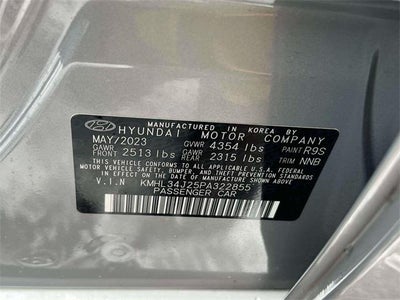 MANUFACTURED IN KOREA BY
HYUNDAI MOTOR COMPANY
MAY/2023 GVWR 4354 lbs PAINT R9S
GAWR FRONT 2513 lbs GAWR REAR 2315 lbs TRIM NNB
THIS VEHICLE CONFORMS TO ALL APPLICABLE U.S.A. FEDERAL
MOTOR VEHICLE SAFETY, BUMPER, AND THEFT PREVENTION STANDARDS
IN EFFECT ON THE DATE OF MANUFACTURE SHOWN ABOVE.
V.I.N KMHL34J25PA322855
PASSENGER CAR